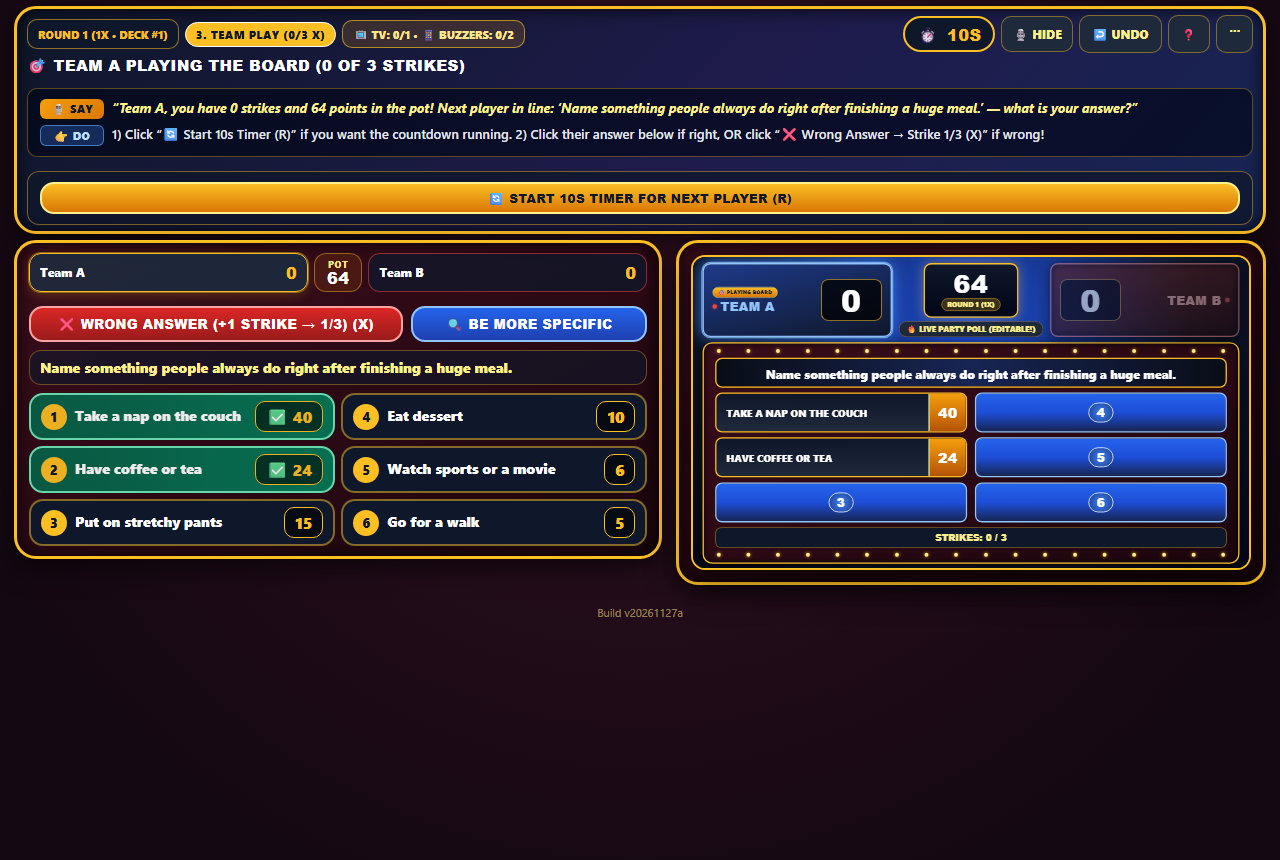 ROUND 1 (1X • DECK #1) 3. TEAM PLAY (0/3 X) 📺 TV: 0/1 • 📱 BUZZERS: 0/2 ⏰ 10S 🎙️ HIDE ↩️ UNDO ❓ ...
🎯 TEAM A PLAYING THE BOARD (0 OF 3 STRIKES)
🎙️ SAY “Team A, you have 0 strikes and 64 points in the pot! Next player in line: ‘Name something people always do right after finishing a huge meal.’ — what is your answer?”
👉 DO 1) Click “🔄 Start 10s Timer (R)” if you want the countdown running. 2) Click their answer below if right, OR click “❌ Wrong Answer → Strike 1/3 (X)” if wrong!
🔄 START 10S TIMER FOR NEXT PLAYER (R)
Team A 0 POT 64 Team B 0
❌ WRONG ANSWER (+1 STRIKE → 1/3) (X) 🔍 BE MORE SPECIFIC
Name something people always do right after finishing a huge meal.
1 Take a nap on the couch ✅ 40
4 Eat dessert 10
2 Have coffee or tea ✅ 24
5 Watch sports or a movie 6
3 Put on stretchy pants 15
6 Go for a walk 5
PLAYING BOARD
TEAM A 0
64
ROUND 1 (1X)
0 TEAM B
🔥 LIVE PARTY POLL (EDITABLE!)
Name something people always do right after finishing a huge meal.
TAKE A NAP ON THE COUCH 40 4
HAVE COFFEE OR TEA 24 5
3 6
STRIKES: 0 / 3
Build v20261127a